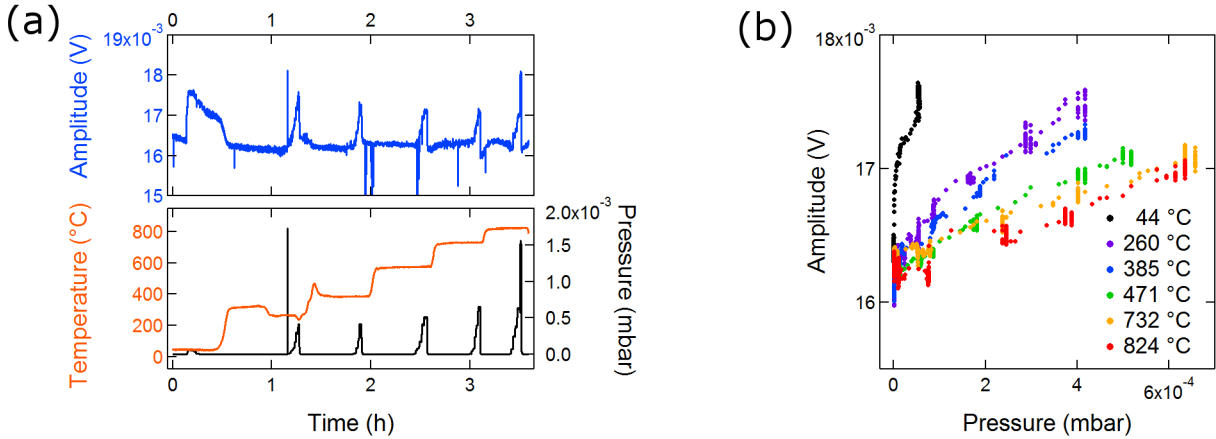 (a)
0 1 2 3
19x10⁻³
18
17
16
15
Amplitude (V)
800
600
400
200
0
Temperature (°C)
2.0x10⁻³
1.5
1.0
0.5
0.0
Pressure (mbar)
0 1 2 3
Time (h)
(b)
18x10⁻³
17
16
Amplitude (V)
44 °C
260 °C
385 °C
471 °C
732 °C
824 °C
0 2 4 6x10⁻⁴
Pressure (mbar)